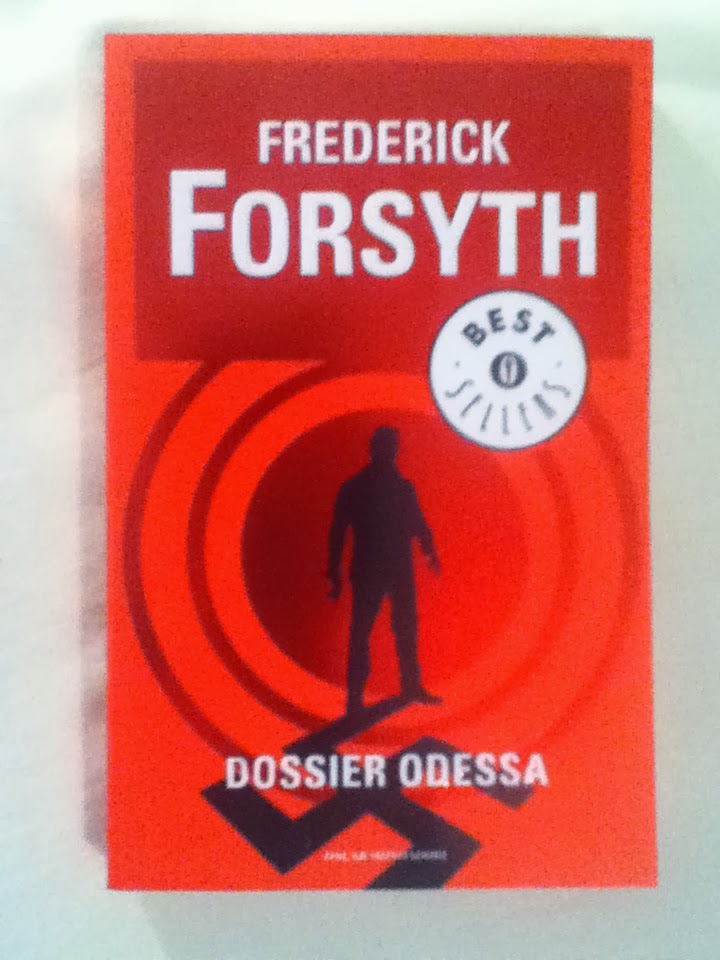 FREDERICK
FORSYTH
BEST
SELLERS
DOSSIER ODESSA